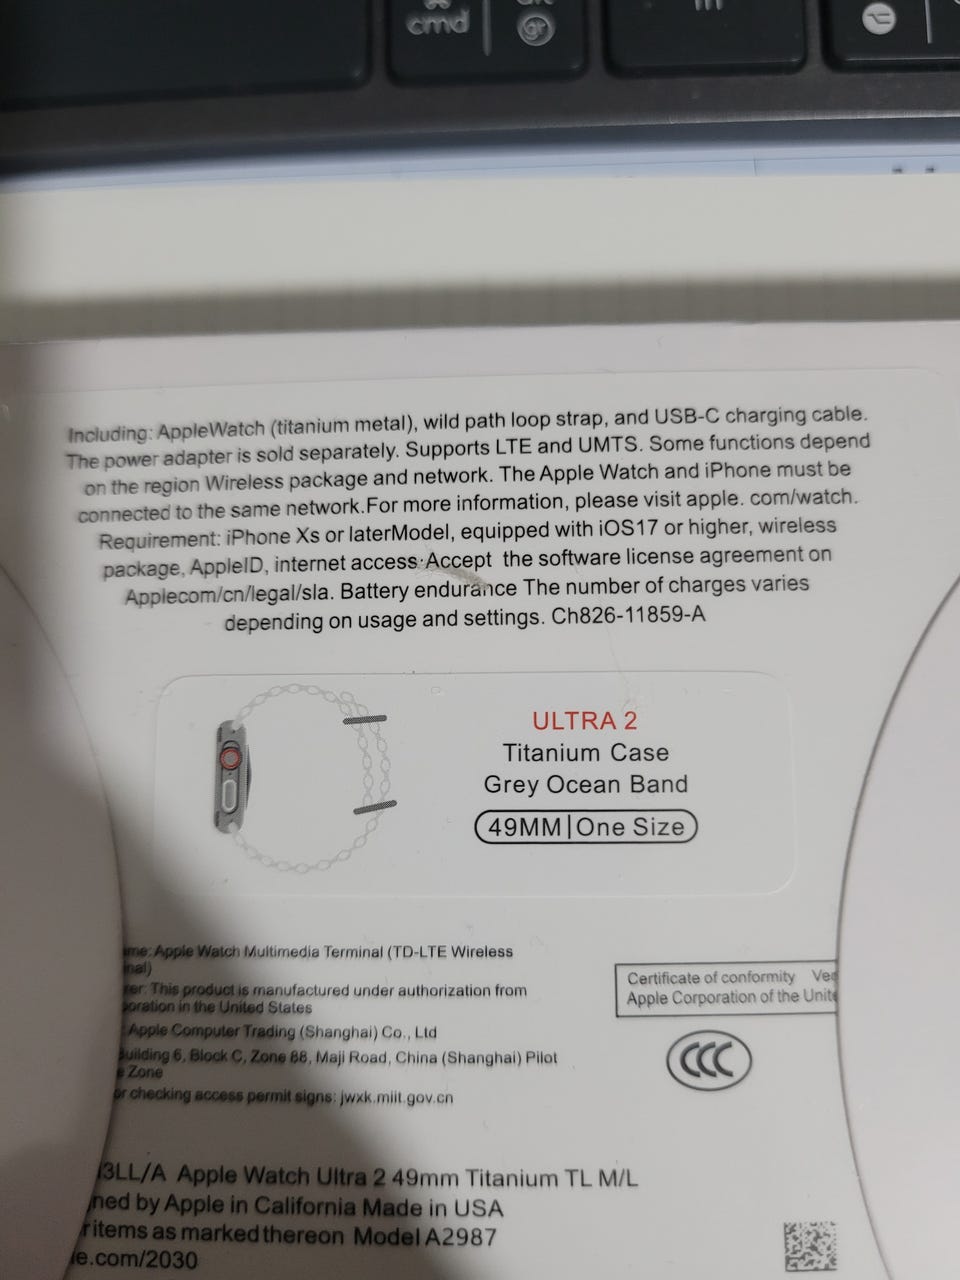 cmd
gr
Including: AppleWatch (titanium metal), wild path loop strap, and USB-C charging cable.
The power adapter is sold separately. Supports LTE and UMTS. Some functions depend
on the region Wireless package and network. The Apple Watch and iPhone must be
connected to the same network.For more information, please visit apple. com/watch.
Requirement: iPhone Xs or laterModel, equipped with iOS17 or higher, wireless
package, AppleID, internet access·Accept the software license agreement on
Applecom/cn/legal/sla. Battery endurance The number of charges varies
depending on usage and settings. Ch826-11859-A
ULTRA 2
Titanium Case
Grey Ocean Band
49MM|One Size
me: Apple Watch Multimedia Terminal (TD-LTE Wireless
nal)
rer: This product is manufactured under authorization from
poration in the United States
: Apple Computer Trading (Shanghai) Co., Ltd
Building 6, Block C, Zone 88, Maji Road, China (Shanghai) Pilot
e Zone
or checking access permit signs: jwxk.miit.gov.cn
Certificate of conformity Ver
Apple Corporation of the Unite
CCC
3LL/A Apple Watch Ultra 2 49mm Titanium TL M/L
ned by Apple in California Made in USA
r items as marked thereon Model A2987
le.com/2030